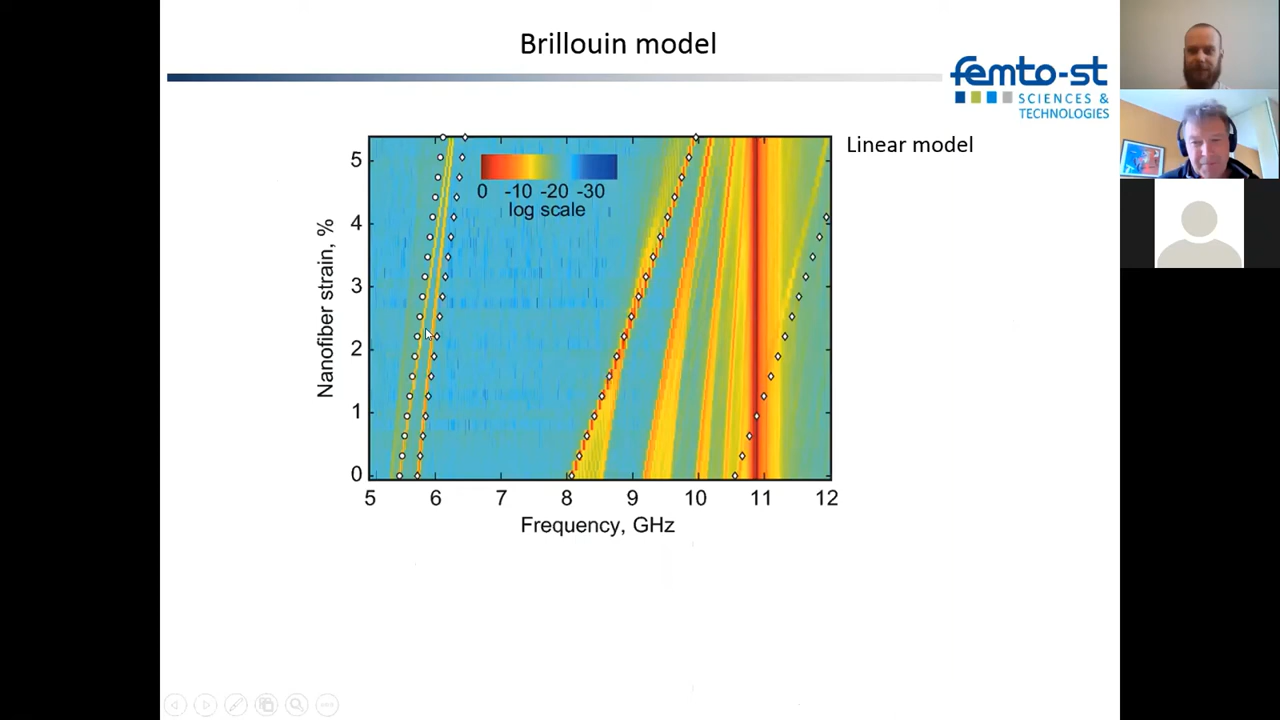 Brillouin model
femto-st
SCIENCES &
TECHNOLOGIES
Linear model
5
4
3
2
1
0
Nanofiber strain, %
0 -10 -20 -30
log scale
5 6 7 8 9 10 11 12
Frequency, GHz